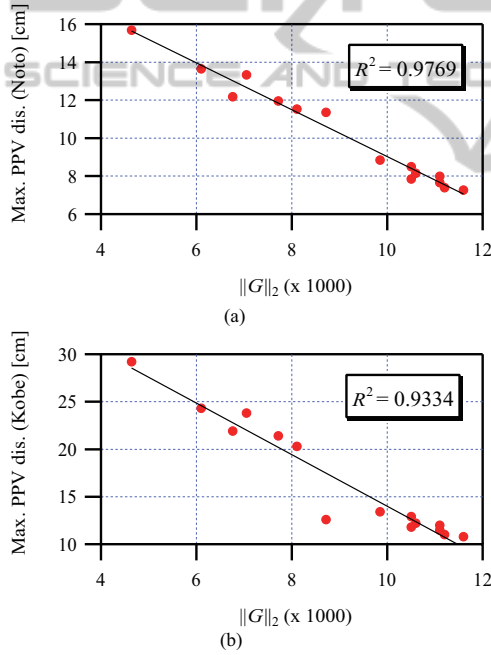 Max. PPV dis. (Noto) [cm]
16
14
12
10
8
6
R² = 0.9769
4 6 8 10 12
||G||₂ (x 1000)
(a)
SCIENCE AND
Max. PPV dis. (Kobe) [cm]
30
25
20
15
10
R² = 0.9334
4 6 8 10 12
||G||₂ (x 1000)
(b)